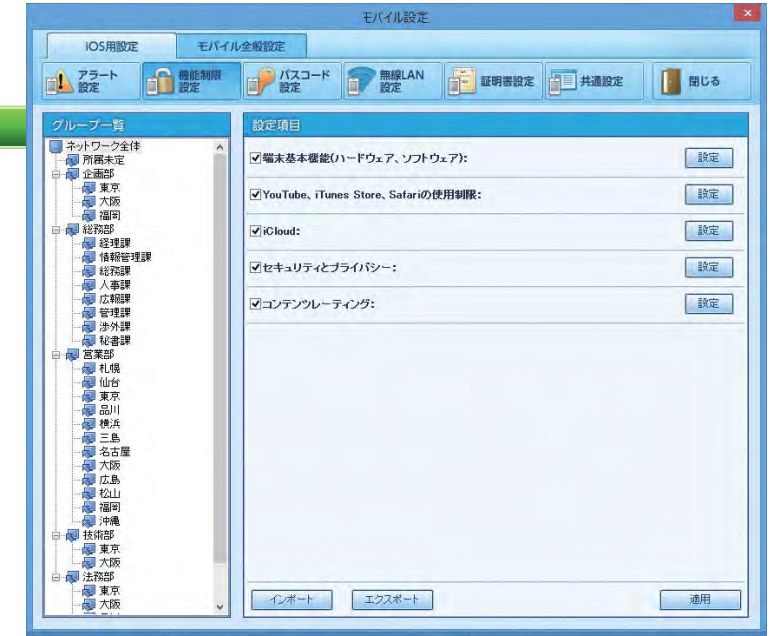 モバイル設定
iOS用設定
モバイル全般設定
アラート
設定
機能制限
設定
パスコード
設定
無線LAN
設定
証明書設定
共通設定
閉じる
グループ一覧
ネットワーク全体
所属未定
企画部
東京
大阪
福岡
総務部
経理課
情報管理課
総務課
人事課
広報課
管理課
渉外課
秘書課
営業部
札幌
仙台
東京
品川
横浜
三島
名古屋
大阪
広島
松山
福岡
沖縄
技術部
東京
大阪
法務部
東京
大阪
設定項目
端末基本機能(ハードウェア、ソフトウェア):
設定
YouTube、iTunes Store、Safariの使用制限:
設定
iCloud:
設定
セキュリティとプライバシー:
設定
コンテンツレーティング:
設定
インポート
エクスポート
適用